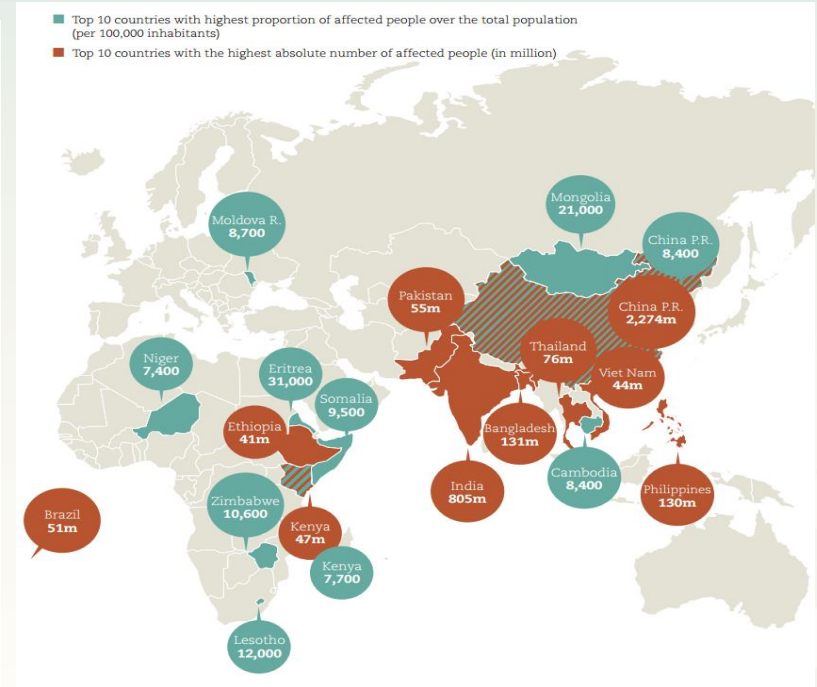 Top 10 countries with highest proportion of affected people over the total population
(per 100,000 inhabitants)
Top 10 countries with the highest absolute number of affected people (in million)
Mongolia
21,000
Moldova R.
8,700
China P.R.
8,400
Pakistan
55m
China P.R.
2,274m
Thailand
76m
Niger
7,400
Eritrea
31,000
Viet Nam
44m
Somalia
9,500
Ethiopia
41m
Bangladesh
131m
Cambodia
8,400
India
805m
Philippines
130m
Zimbabwe
10,600
Brazil
51m
Kenya
47m
Kenya
7,700
Lesotho
12,000